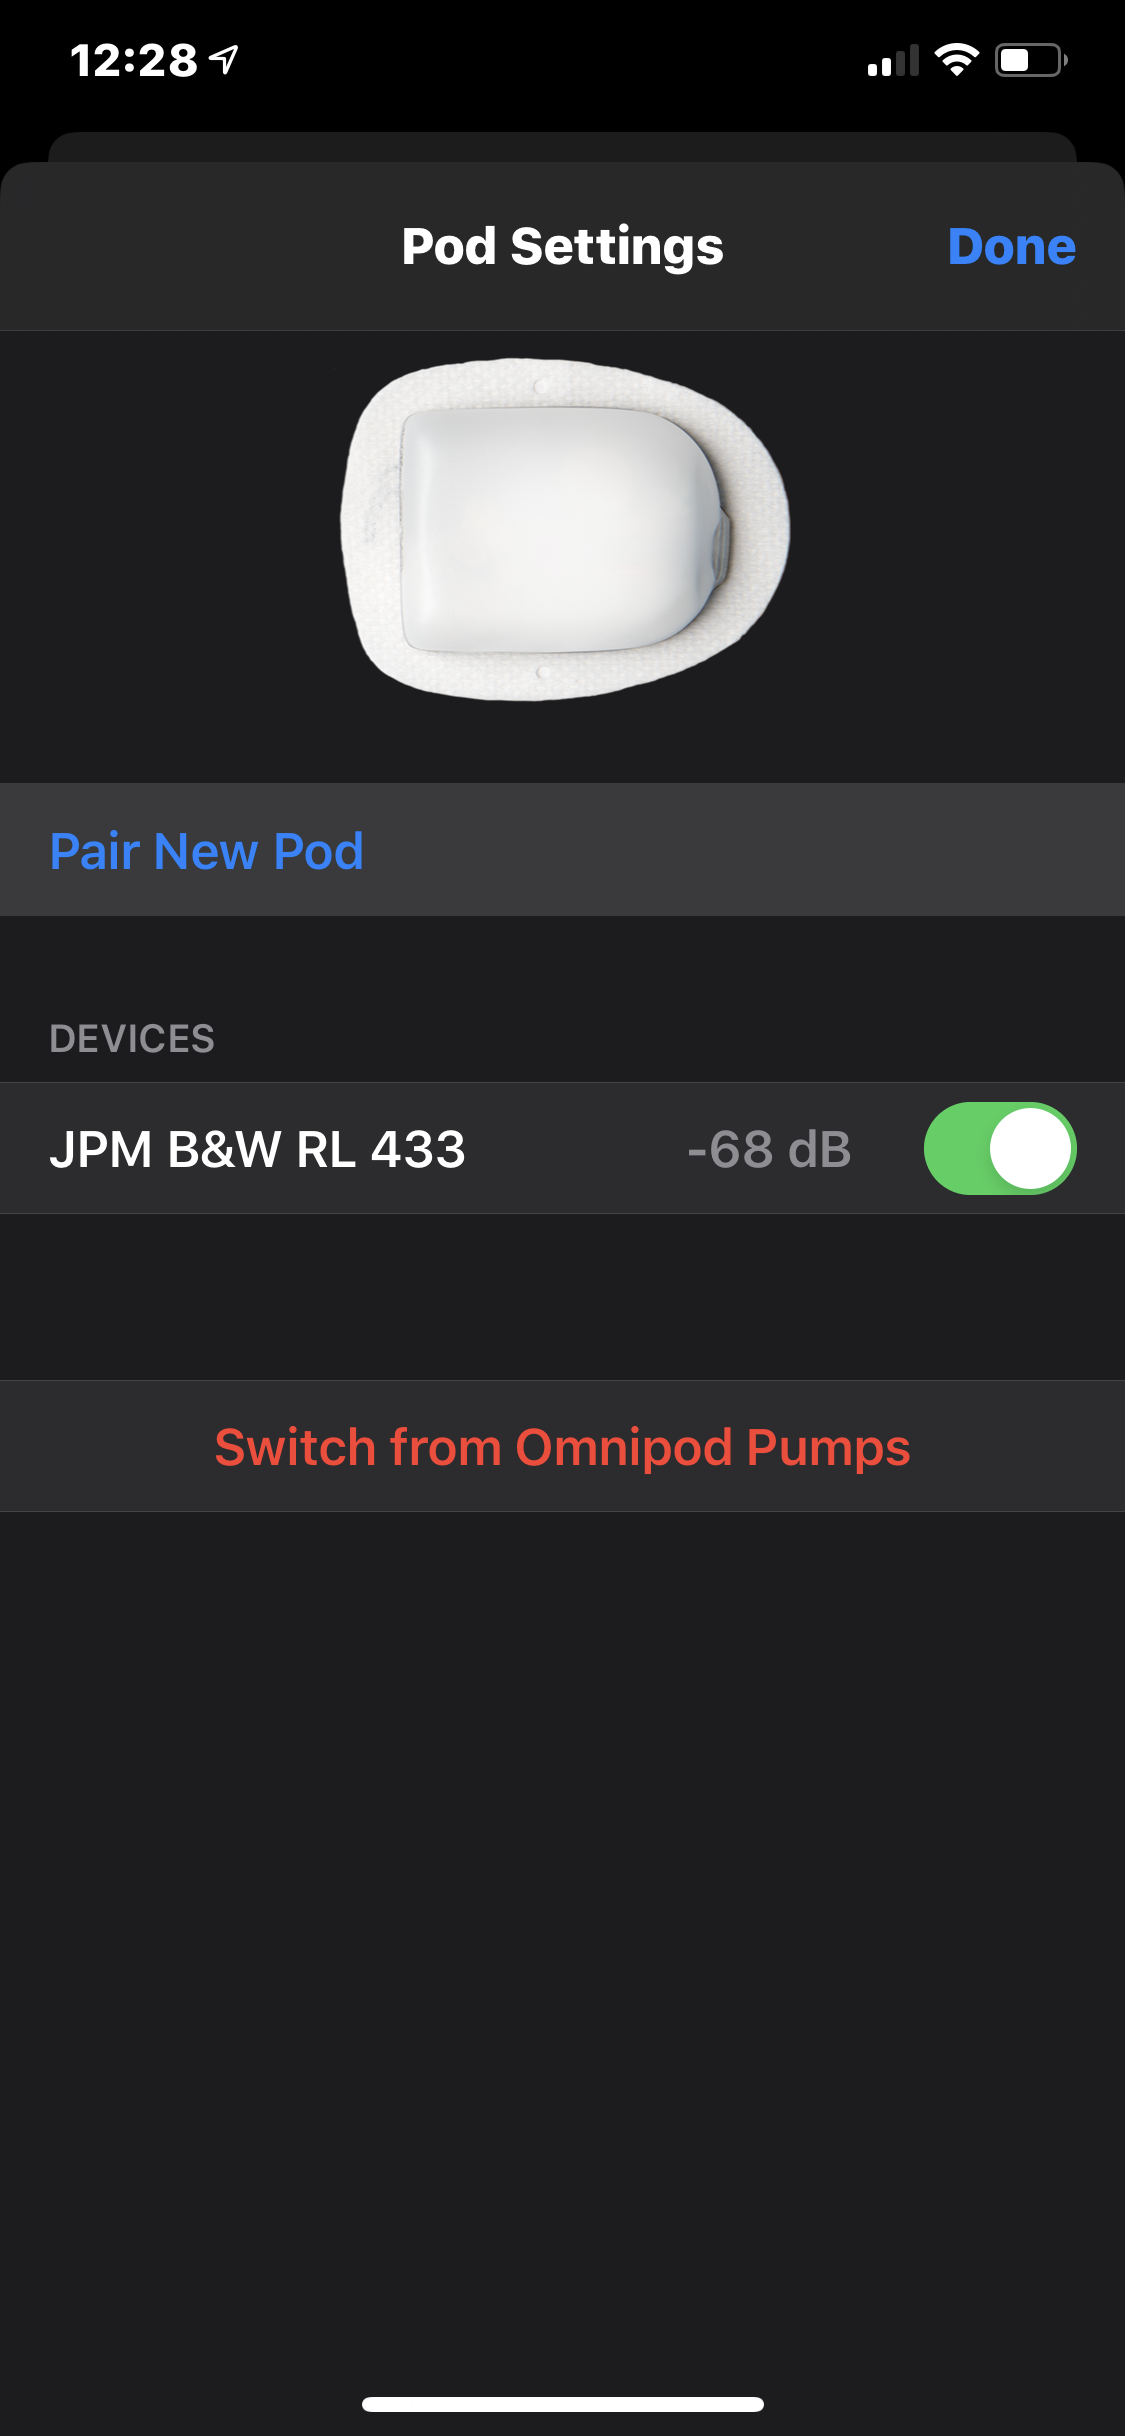 12:28
Pod Settings
Done
Pair New Pod
DEVICES
JPM B&W RL 433
-68 dB
Switch from Omnipod Pumps